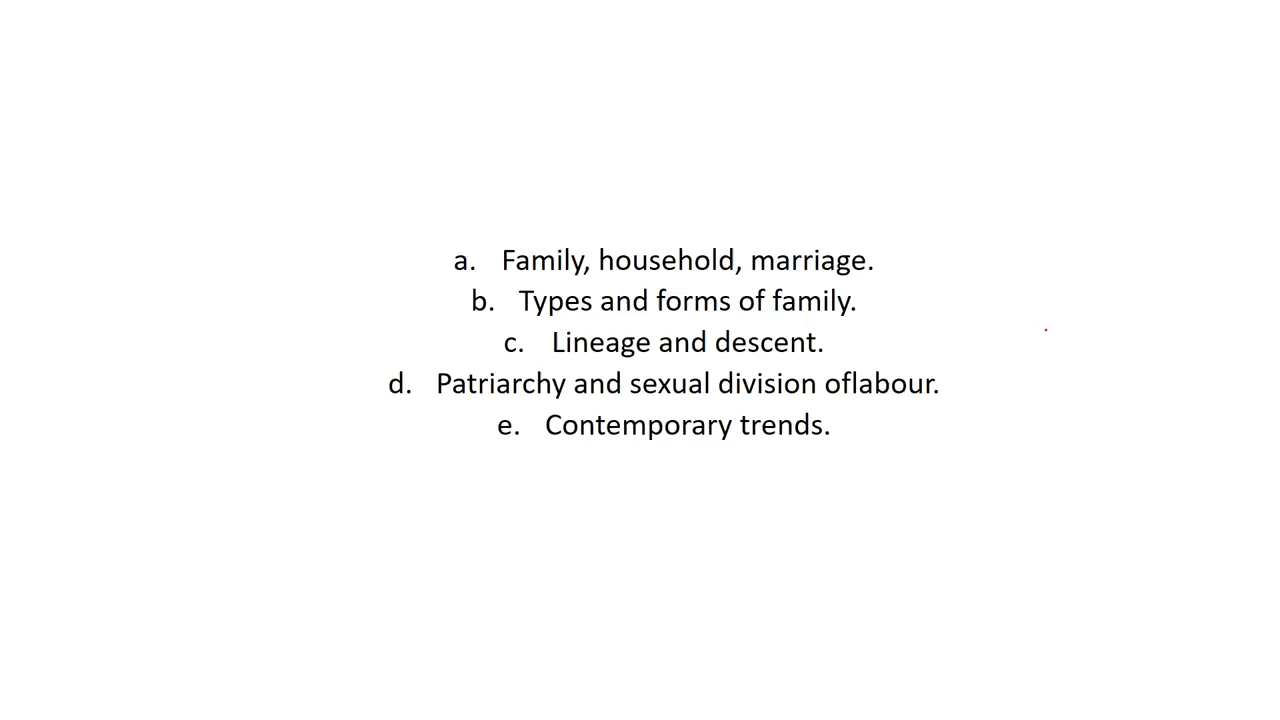 a. Family, household, marriage.
b. Types and forms of family.
c. Lineage and descent.
d. Patriarchy and sexual division oflabour.
e. Contemporary trends.